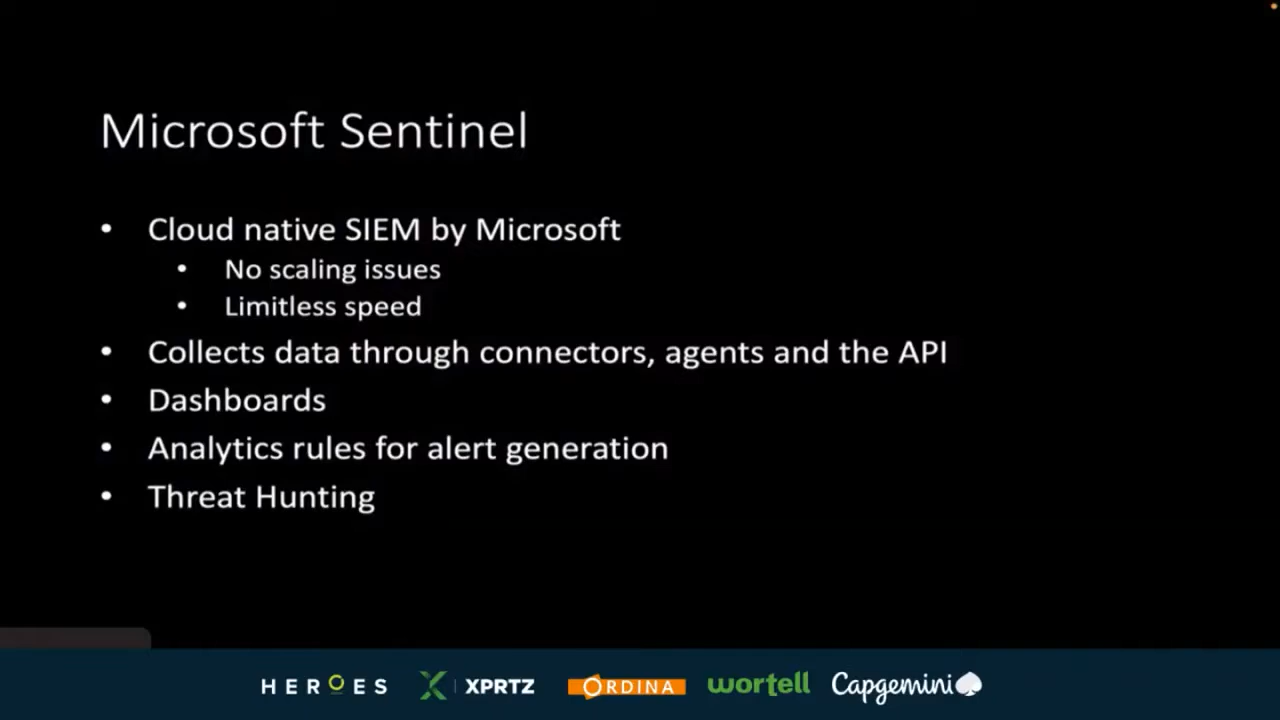 Microsoft Sentinel
• Cloud native SIEM by Microsoft
• No scaling issues
• Limitless speed
• Collects data through connectors, agents and the API
• Dashboards
• Analytics rules for alert generation
• Threat Hunting
HEROES XPRTZ ORDINA wortell Capgemini